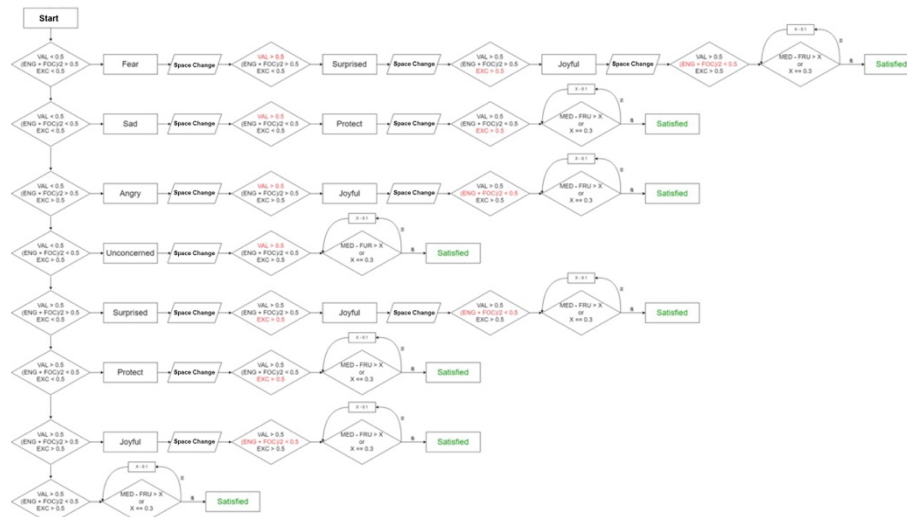 Start
VAL < 0.5
(ENG + FOC)/2 > 0.5
EXC < 0.5
Fear
Space Change
VAL > 0.5
(ENG + FOC)/2 > 0.5
EXC < 0.5
Surprised
Space Change
VAL > 0.5
(ENG + FOC)/2 > 0.5
EXC > 0.5
Joyful
Space Change
VAL > 0.5
(ENG + FOC)/2 < 0.5
EXC > 0.5
X - 0.1
MED - FRU > X
or
X == 0.3
Satisfied
VAL < 0.5
(ENG + FOC)/2 < 0.5
EXC < 0.5
Sad
Space Change
VAL > 0.5
(ENG + FOC)/2 < 0.5
EXC < 0.5
Protect
Space Change
VAL > 0.5
(ENG + FOC)/2 < 0.5
EXC > 0.5
X - 0.1
MED - FRU > X
or
X == 0.3
Satisfied
VAL < 0.5
(ENG + FOC)/2 > 0.5
EXC > 0.5
Angry
Space Change
VAL > 0.5
(ENG + FOC)/2 > 0.5
EXC > 0.5
Joyful
Space Change
VAL > 0.5
(ENG + FOC)/2 < 0.5
EXC > 0.5
X - 0.1
MED - FRU > X
or
X == 0.3
Satisfied
VAL < 0.5
(ENG + FOC)/2 < 0.5
EXC > 0.5
Unconcerned
Space Change
VAL > 0.5
(ENG + FOC)/2 < 0.5
EXC > 0.5
X - 0.1
MED - FUR > X
or
X == 0.3
Satisfied
VAL > 0.5
(ENG + FOC)/2 > 0.5
EXC < 0.5
Surprised
Space Change
VAL > 0.5
(ENG + FOC)/2 > 0.5
EXC > 0.5
Joyful
Space Change
VAL > 0.5
(ENG + FOC)/2 < 0.5
EXC > 0.5
X - 0.1
MED - FRU > X
or
X == 0.3
Satisfied
VAL > 0.5
(ENG + FOC)/2 < 0.5
EXC < 0.5
Protect
Space Change
VAL > 0.5
(ENG + FOC)/2 < 0.5
EXC > 0.5
X - 0.1
MED - FRU > X
or
X == 0.3
Satisfied
VAL > 0.5
(ENG + FOC)/2 > 0.5
EXC > 0.5
Joyful
Space Change
VAL > 0.5
(ENG + FOC)/2 < 0.5
EXC > 0.5
X - 0.1
MED - FRU > X
or
X == 0.3
Satisfied
VAL > 0.5
(ENG + FOC)/2 < 0.5
EXC > 0.5
X - 0.1
MED - FRU > X
or
X == 0.3
Satisfied